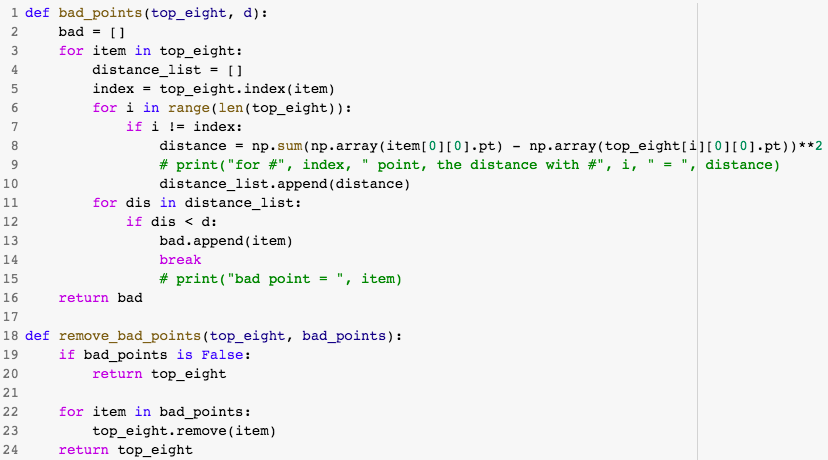 1 def bad_points(top_eight, d):
2     bad = []
3     for item in top_eight:
4         distance_list = []
5         index = top_eight.index(item)
6         for i in range(len(top_eight)):
7             if i != index:
8                 distance = np.sum(np.array(item[0][0].pt) - np.array(top_eight[i][0][0].pt))**2
9                 # print("for #", index, " point, the distance with #", i, " = ", distance)
10                 distance_list.append(distance)
11         for dis in distance_list:
12             if dis < d:
13                 bad.append(item)
14                 break
15                 # print("bad point = ", item)
16     return bad
17
18 def remove_bad_points(top_eight, bad_points):
19     if bad_points is False:
20         return top_eight
21
22     for item in bad_points:
23         top_eight.remove(item)
24     return top_eight